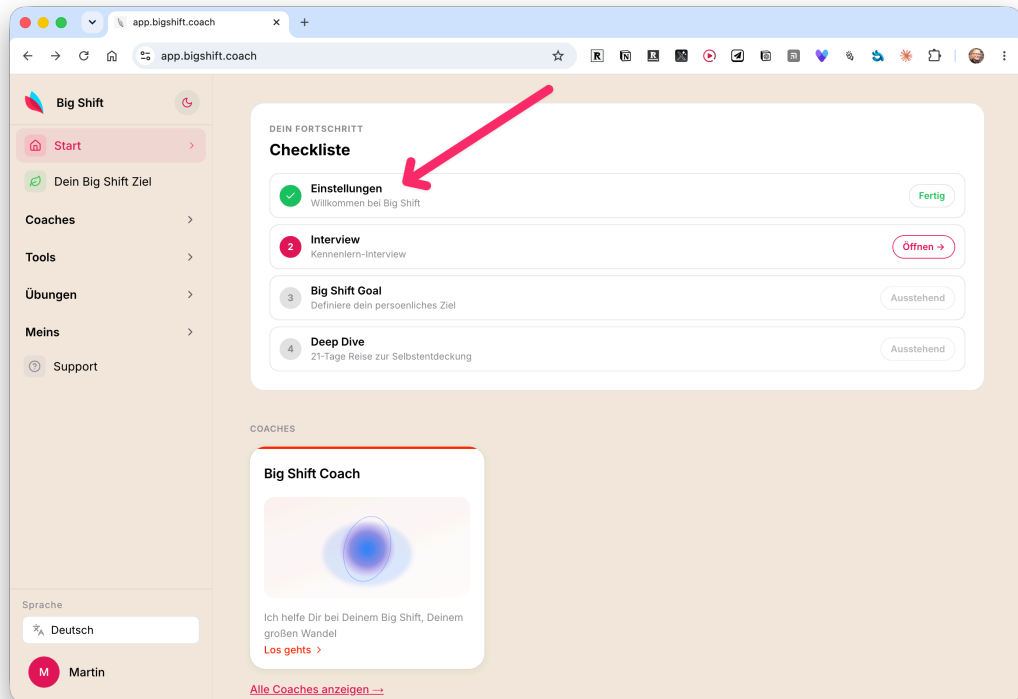 app.bigshift.coach
app.bigshift.coach
Big Shift
Start
Dein Big Shift Ziel
Coaches
Tools
Übungen
Meins
Support
Sprache
Deutsch
M
Martin
DEIN FORTSCHRITT
Checkliste
Einstellungen
Willkommen bei Big Shift
Fertig
2
Interview
Kennenlern-Interview
Öffnen →
3
Big Shift Goal
Definiere dein persoenliches Ziel
Ausstehend
4
Deep Dive
21-Tage Reise zur Selbstentdeckung
Ausstehend
COACHES
Big Shift Coach
Ich helfe Dir bei Deinem Big Shift, Deinem
großen Wandel
Los gehts >
Alle Coaches anzeigen →